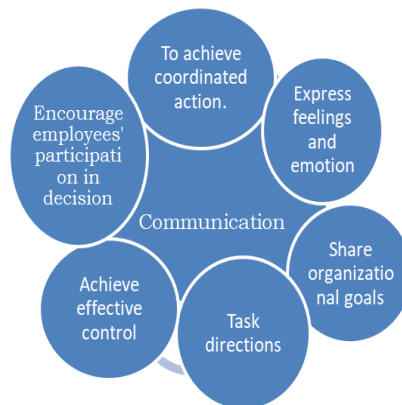 To achieve
coordinated
action.
Express
feelings
and
emotion
Share
organizatio
nal goals
Task
directions
Achieve
effective
control
Encourage
employees'
participati
on in
decision
Communication